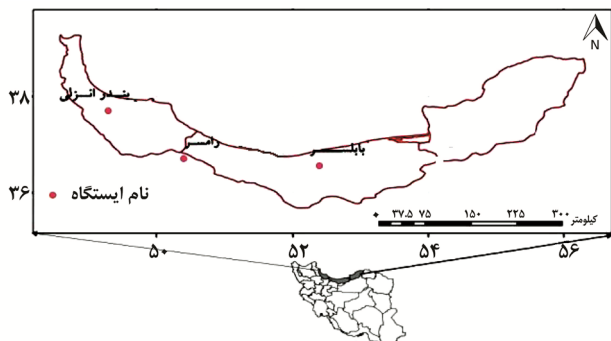 N
۳۸
بندر انزلی
رامسر
بابلسر
۳۶
نام ایستگاه
۰ ۳۷.۵ ۷۵ ۱۵۰ ۲۲۵ ۳۰۰
کیلومتر
۵۰ ۵۲ ۵۴ ۵۶